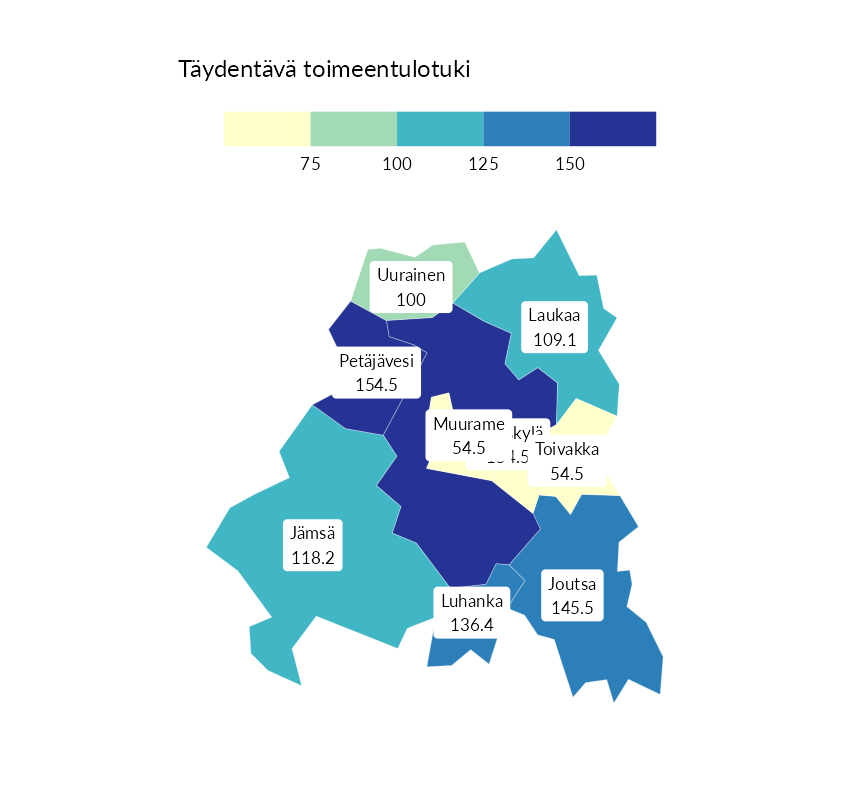 Täydentävä toimeentulotuki
75 100 125 150
Uurainen
100
Laukaa
109.1
Petäjävesi
154.5
Muurame
54.5
Toivakka
54.5
Jämsä
118.2
Joutsa
145.5
Luhanka
136.4